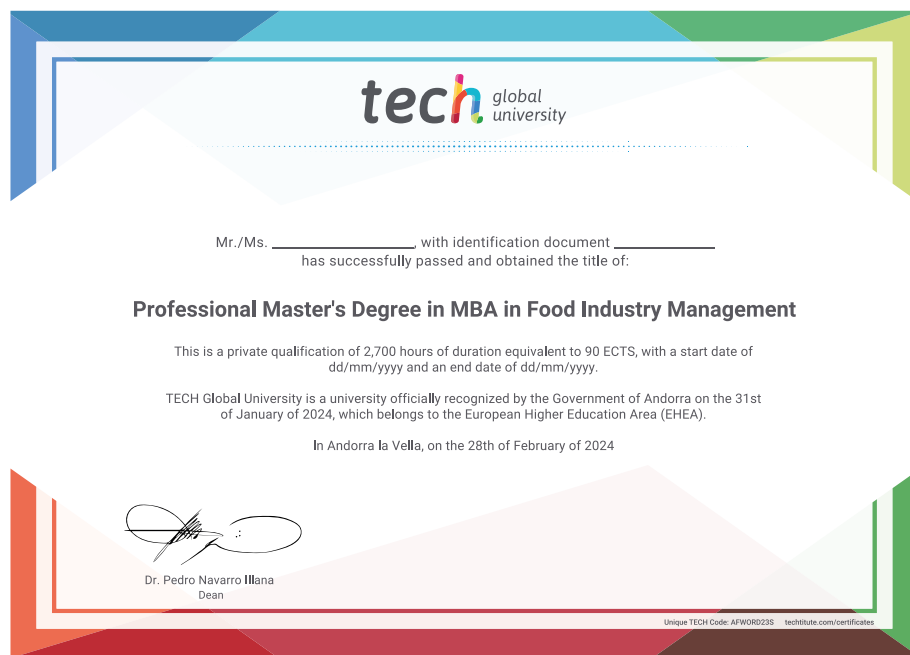 tech global university
Mr./Ms. ______________, with identification document __________
has successfully passed and obtained the title of:
Professional Master's Degree in MBA in Food Industry Management
This is a private qualification of 2,700 hours of duration equivalent to 90 ECTS, with a start date of
dd/mm/yyyy and an end date of dd/mm/yyyy.
TECH Global University is a university officially recognized by the Government of Andorra on the 31st
of January of 2024, which belongs to the European Higher Education Area (EHEA).
In Andorra la Vella, on the 28th of February of 2024
Dr. Pedro Navarro Illana
Dean
Unique TECH Code: AFWORD23S techtitute.com/certificates